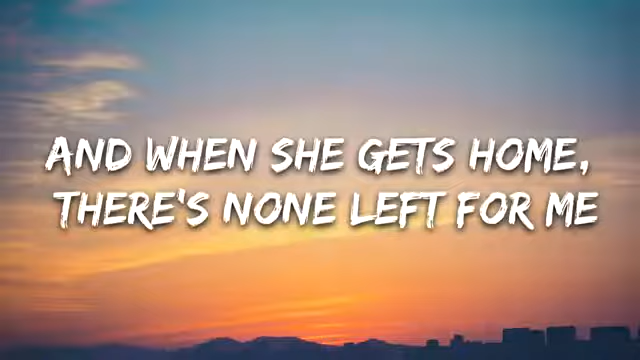 AND WHEN SHE GETS HOME,
THERE'S NONE LEFT FOR ME